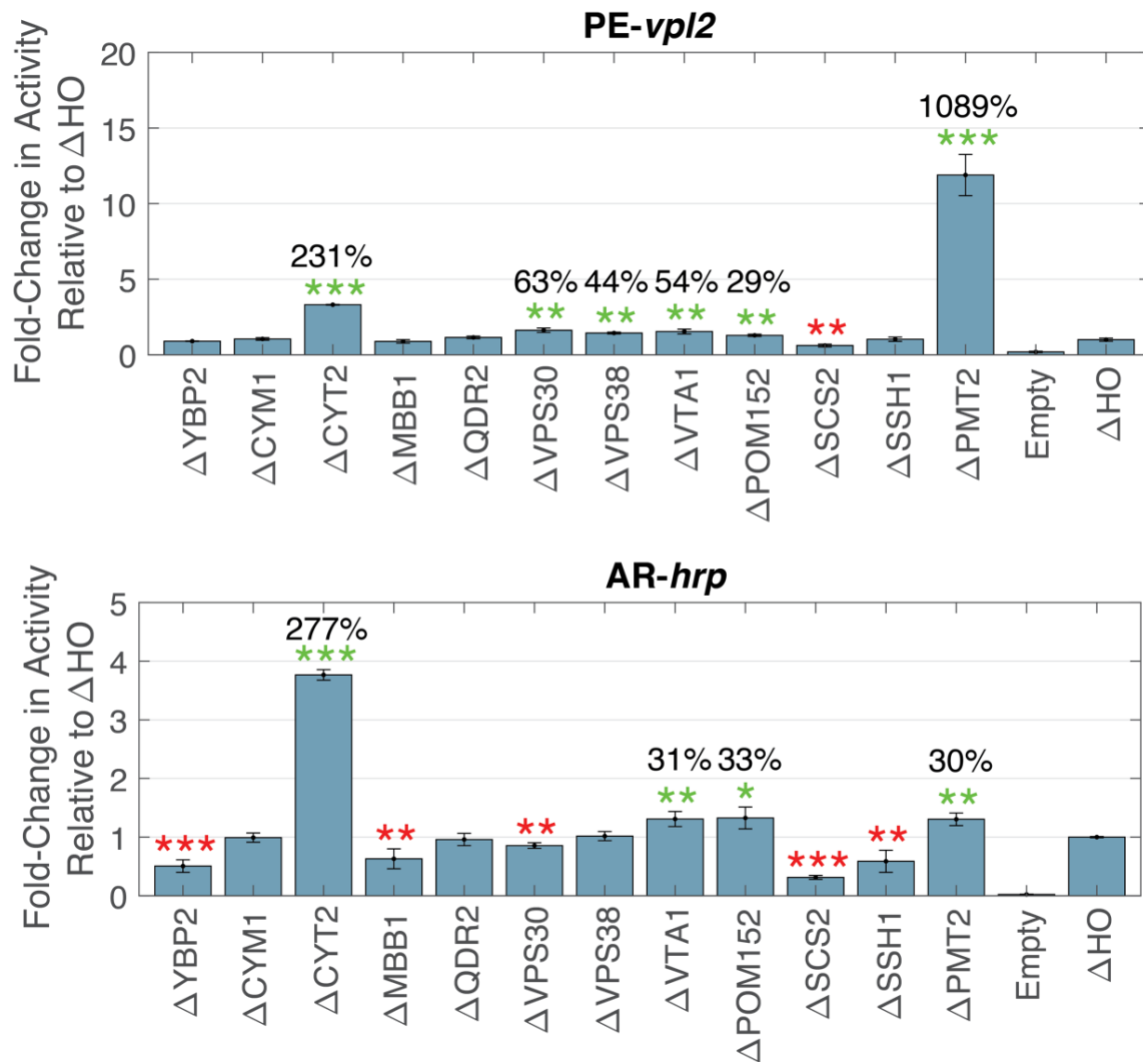 PE-vpl2
Fold-Change in Activity
Relative to ΔHO
20
15
10
5
0
231%
***
63%
**
44%
**
54%
**
29%
**
**
1089%
***
ΔYBP2
ΔCYM1
ΔCYT2
ΔMBB1
ΔQDR2
ΔVPS30
ΔVPS38
ΔVTA1
ΔPOM152
ΔSCS2
ΔSSH1
ΔPMT2
Empty
ΔHO
AR-hrp
Fold-Change in Activity
Relative to ΔHO
5
4
3
2
1
0
***
277%
***
**
**
31%
**
33%
*
***
**
30%
**
ΔYBP2
ΔCYM1
ΔCYT2
ΔMBB1
ΔQDR2
ΔVPS30
ΔVPS38
ΔVTA1
ΔPOM152
ΔSCS2
ΔSSH1
ΔPMT2
Empty
ΔHO